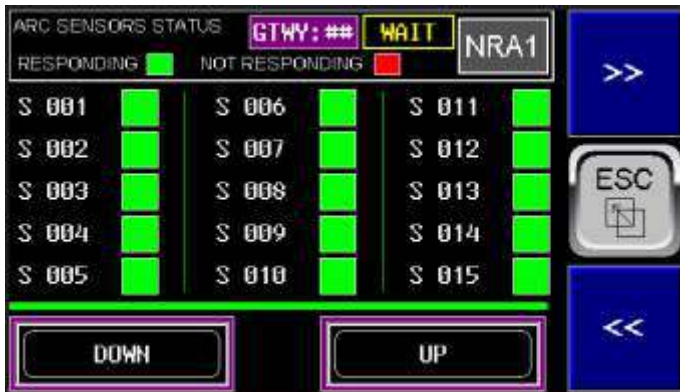 ARC SENSORS STATUS GTWY:## WAIT NRA1
RESPONDING NOT RESPONDING
>>
S 001 S 006 S 011
S 002 S 007 S 012
S 003 S 008 S 013
S 004 S 009 S 014
S 005 S 010 S 015
ESC
<<
DOWN UP